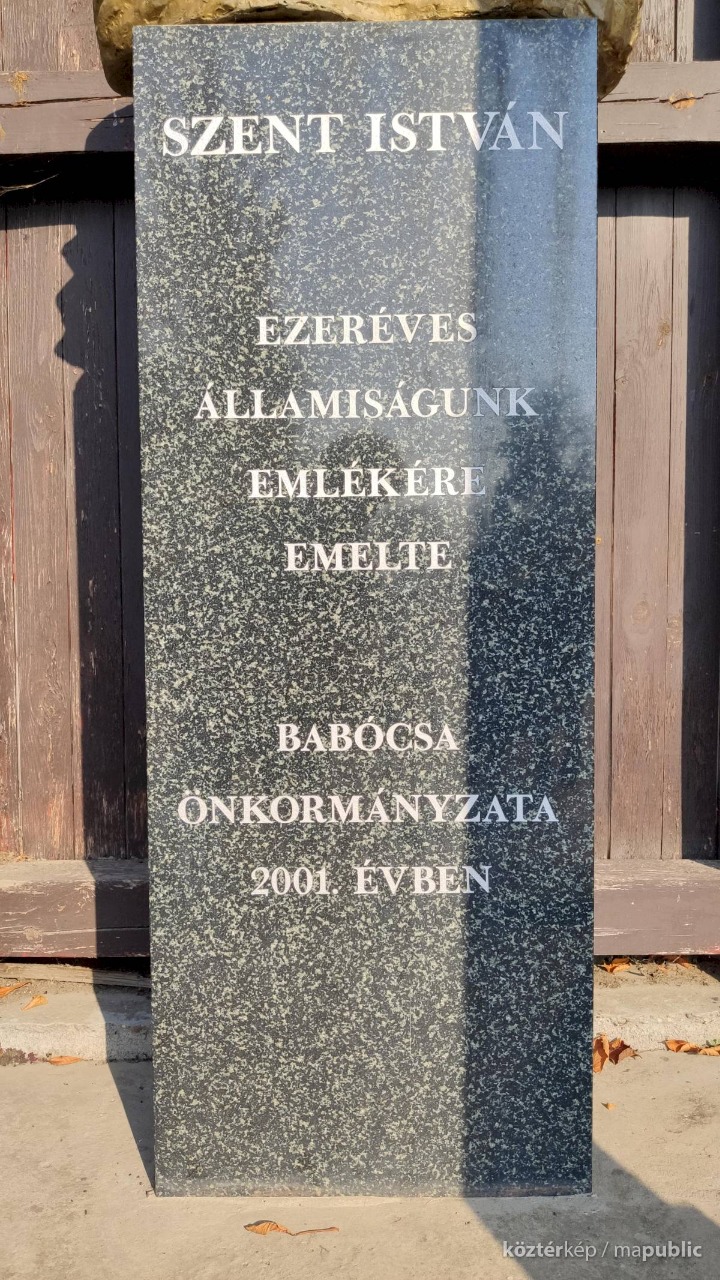 SZENT ISTVÁN
EZERÉVES
ÁLLAMISÁGUNK
EMLÉKÉRE
EMELTE
BABÓCSA
ÖNKORMÁNYZATA
2001. ÉVBEN
köztérkép / mapublic